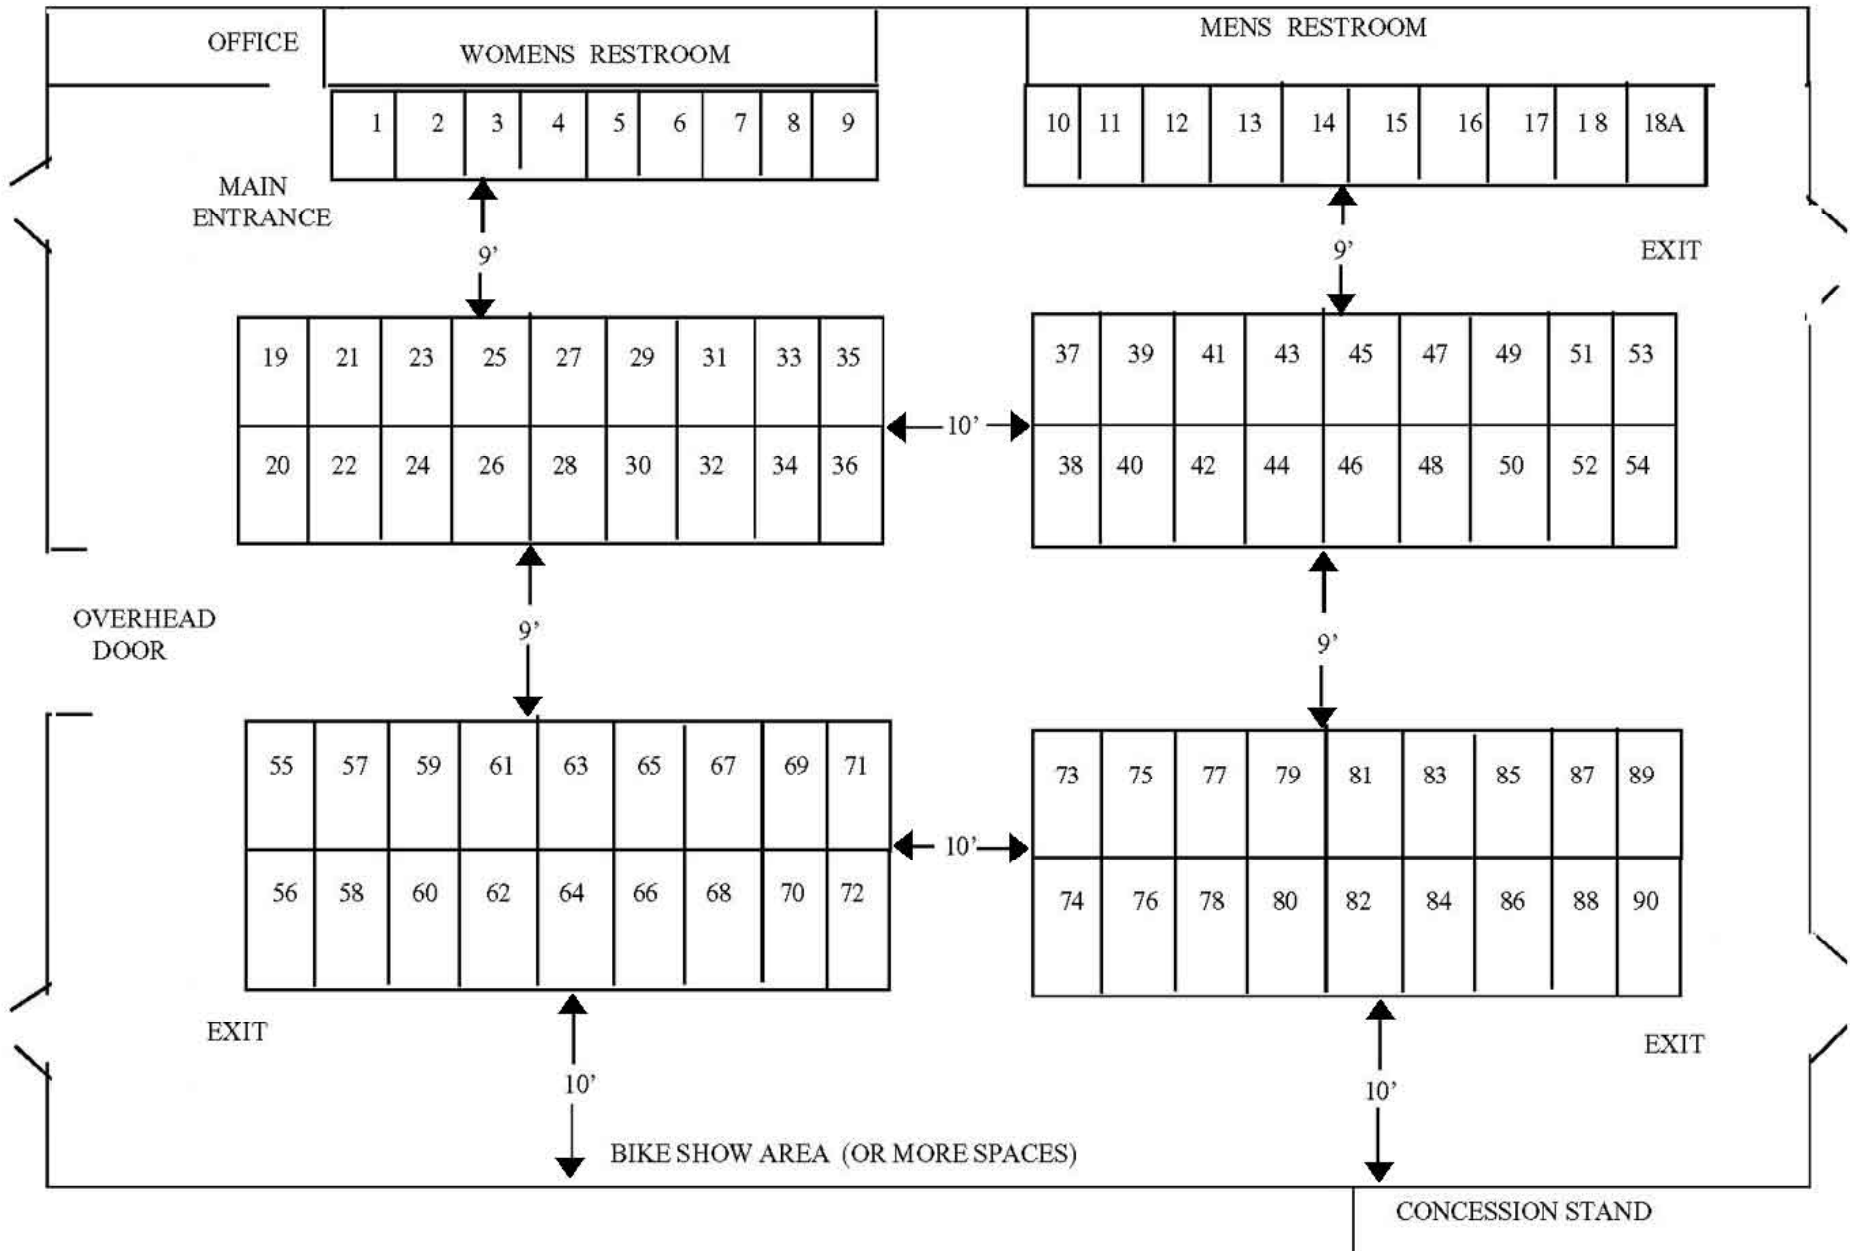 OFFICE
WOMENS RESTROOM
MENS RESTROOM
1 2 3 4 5 6 7 8 9
10 11 12 13 14 15 16 17 18 18A
MAIN
ENTRANCE
9’
9’
EXIT
19 21 23 25 27 29 31 33 35
37 39 41 43 45 47 49 51 53
10’
20 22 24 26 28 30 32 34 36
38 40 42 44 46 48 50 52 54
OVERHEAD
DOOR
9’
9’
55 57 59 61 63 65 67 69 71
73 75 77 79 81 83 85 87 89
10’
56 58 60 62 64 66 68 70 72
74 76 78 80 82 84 86 88 90
EXIT
EXIT
10’
10’
BIKE SHOW AREA (OR MORE SPACES)
CONCESSION STAND